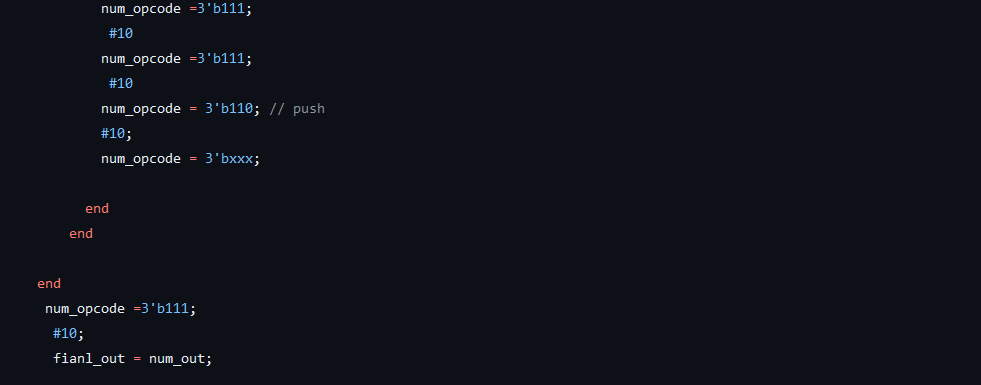 num_opcode =3'b111;
#10
num_opcode =3'b111;
#10
num_opcode = 3'b110; // push
#10;
num_opcode = 3'bxxx;
end
end
end
num_opcode =3'b111;
#10;
fianl_out = num_out;